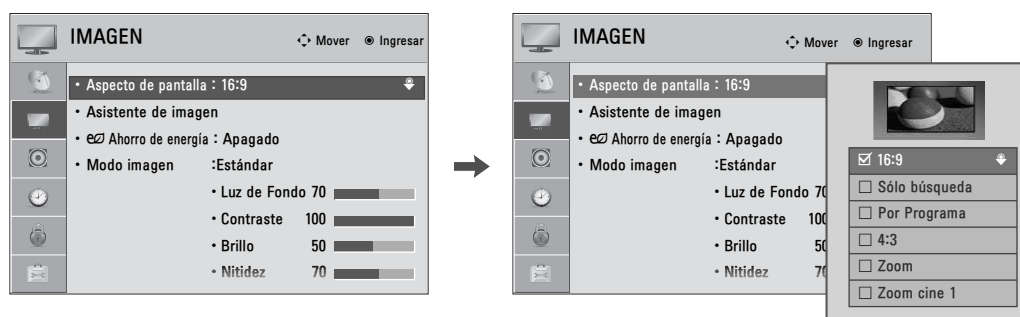 IMAGEN
Mover Ingresar
• Aspecto de pantalla : 16:9
• Asistente de imagen
• Ahorro de energía : Apagado
• Modo imagen :Estándar
• Luz de Fondo 70
• Contraste 100
• Brillo 50
• Nitidez 70
IMAGEN
Mover Ingresar
• Aspecto de pantalla : 16:9
• Asistente de imagen
• Ahorro de energía : Apagado
• Modo imagen :Estándar
• Luz de Fondo 70
• Contraste 100
• Brillo 50
• Nitidez 70
☑ 16:9
☐ Sólo búsqueda
☐ Por Programa
☐ 4:3
☐ Zoom
☐ Zoom cine 1